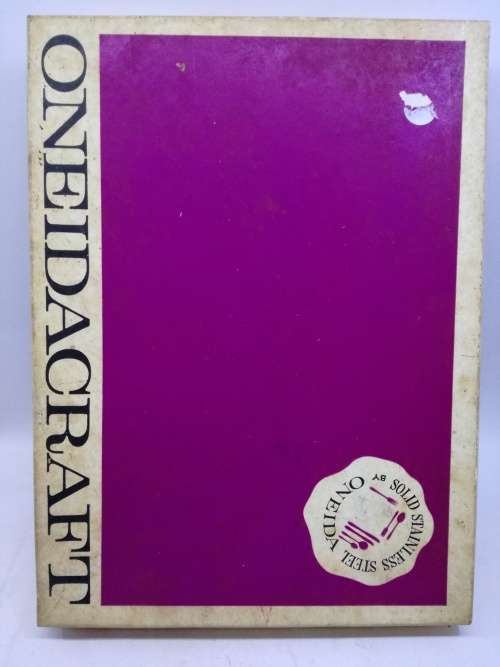 ONEIDACRAFT
SOLID STAINLESS STEEL
BY
ONEIDA